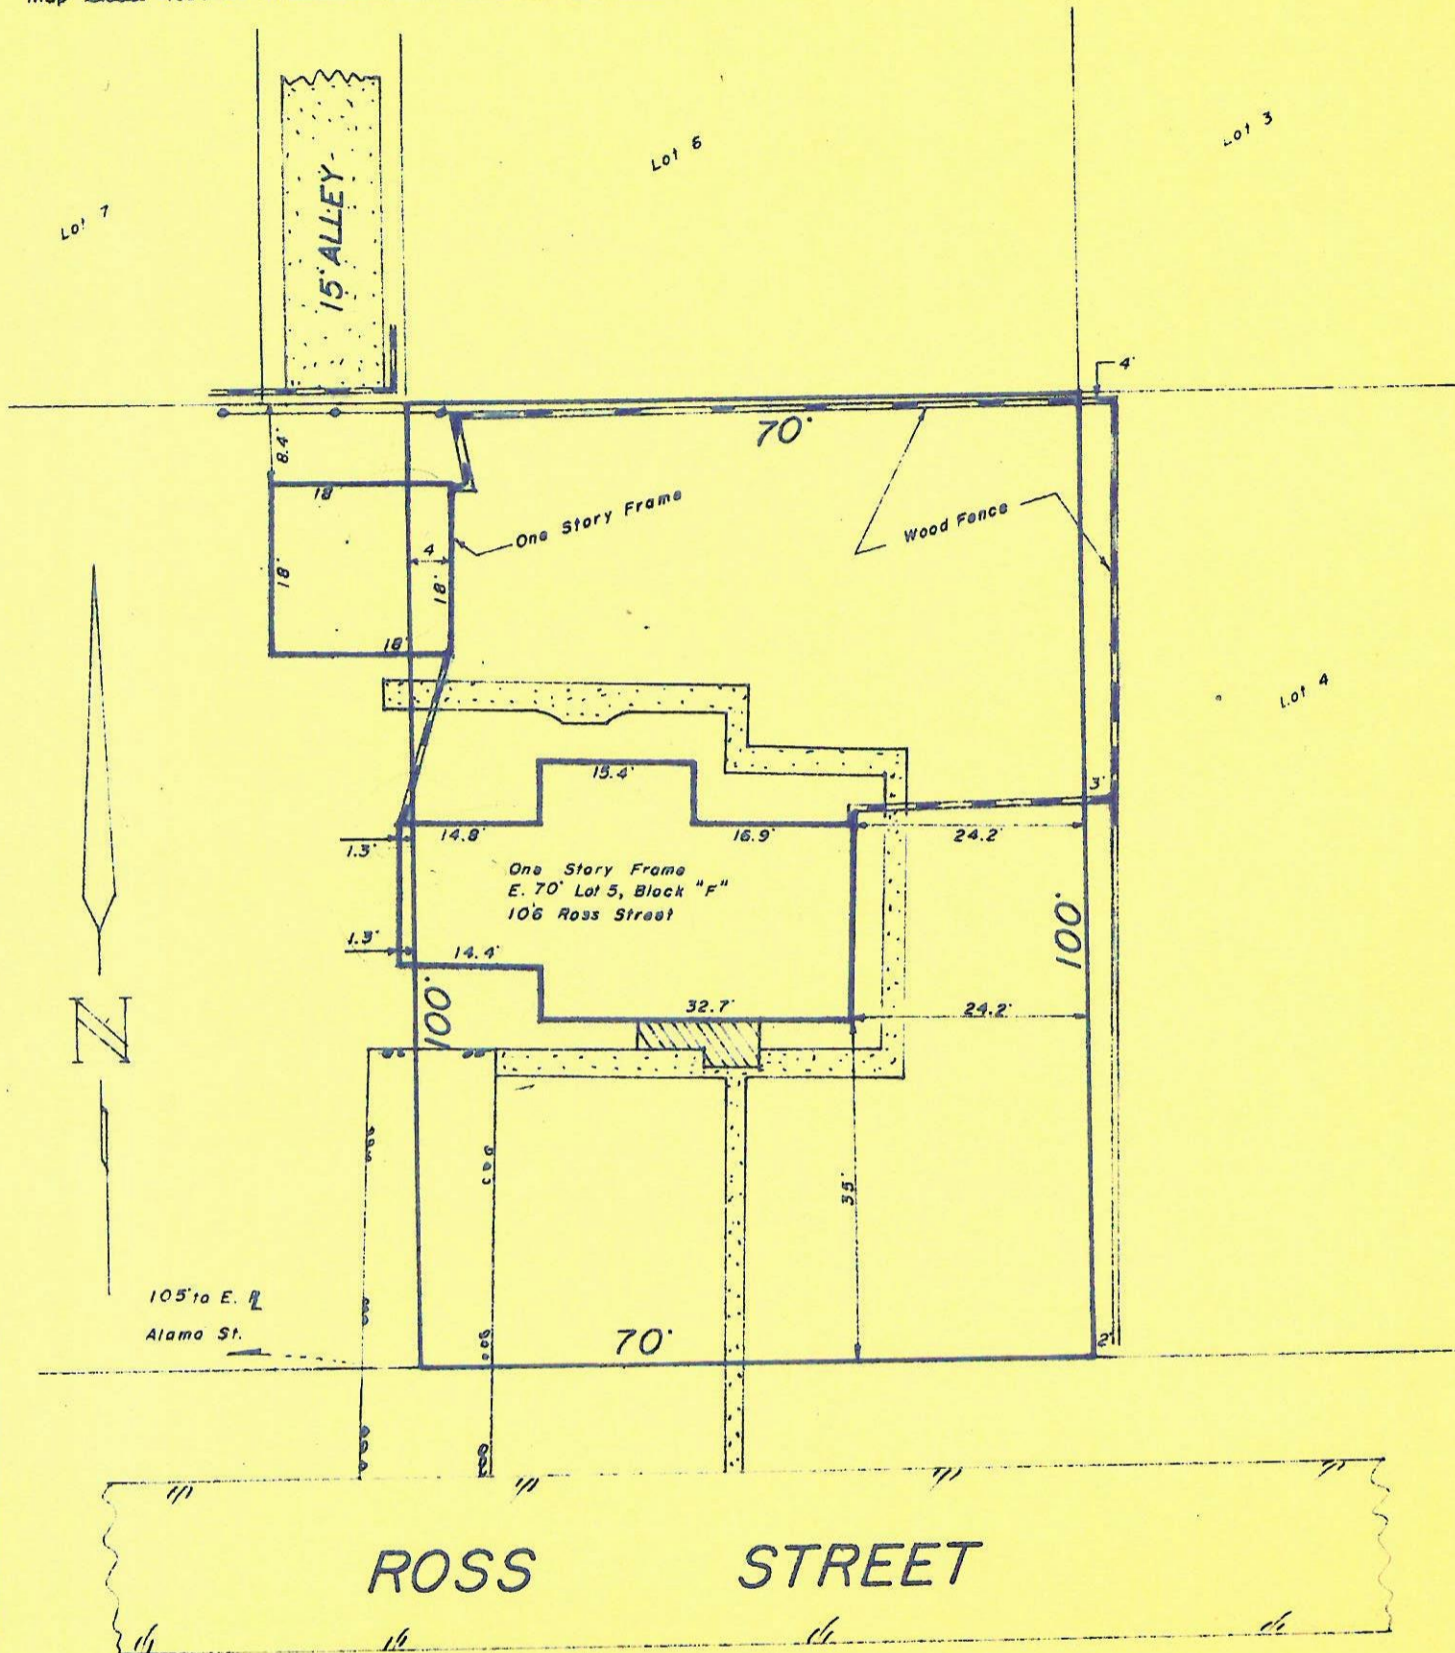 Map
Lot 3
Lot 6
15' ALLEY
Lot 7
4'
70'
8.4'
18'
One Story Frame
Wood Fence
4
18'
18'
18'
Lot 4
15.4'
3'
14.8'
16.9'
24.2'
1.3'
One Story Frame
E. 70' Lot 5, Block "F"
106 Ross Street
100'
1.3'
14.4'
100'
N
32.7'
24.2'
35'
105' to E. PL
Alamo St.
70'
2'
ROSS STREET